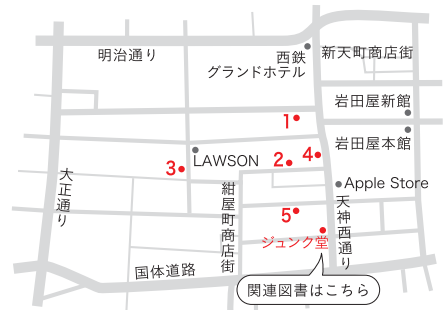 西鉄
グランドホテル
新天町商店街
明治通り
岩田屋新館
1
岩田屋本館
LAWSON
2
4
3
大正通り
紺屋町商店街
Apple Store
天神西通り
5
ジュンク堂
国体道路
関連図書はこちら